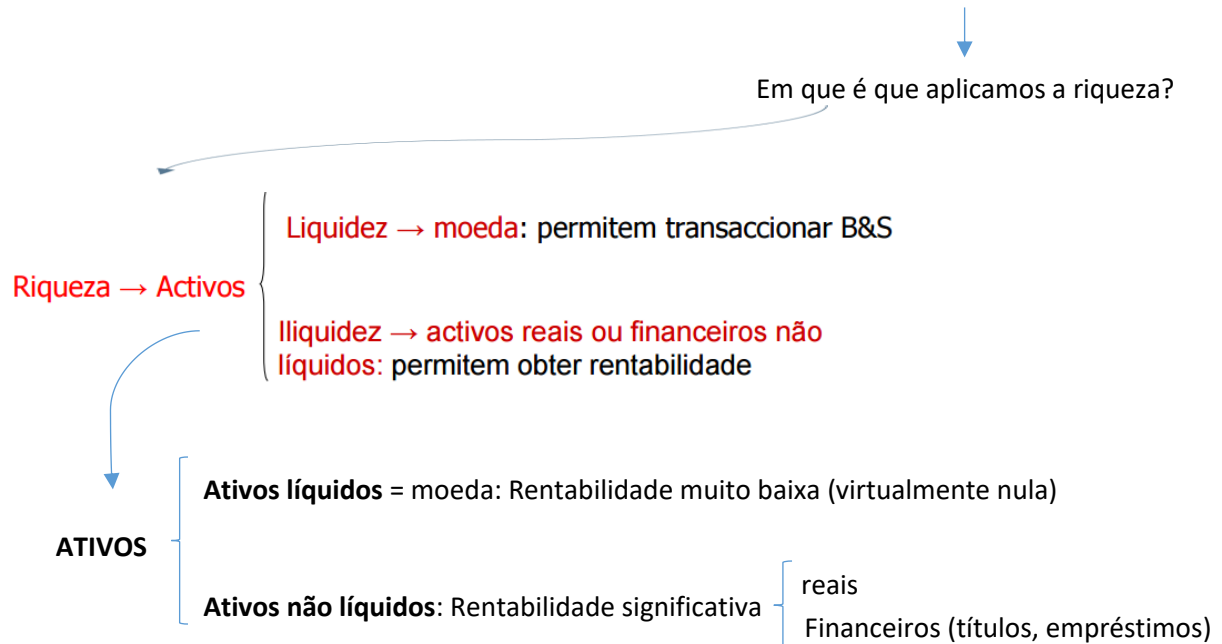 Em que é que aplicamos a riqueza?
Liquidez → moeda: permitem transaccionar B&S
Riqueza → Activos
Iliquidez → activos reais ou financeiros não
líquidos: permitem obter rentabilidade
Ativos líquidos = moeda: Rentabilidade muito baixa (virtualmente nula)
ATIVOS
reais
Ativos não líquidos: Rentabilidade significativa
Financeiros (títulos, empréstimos)